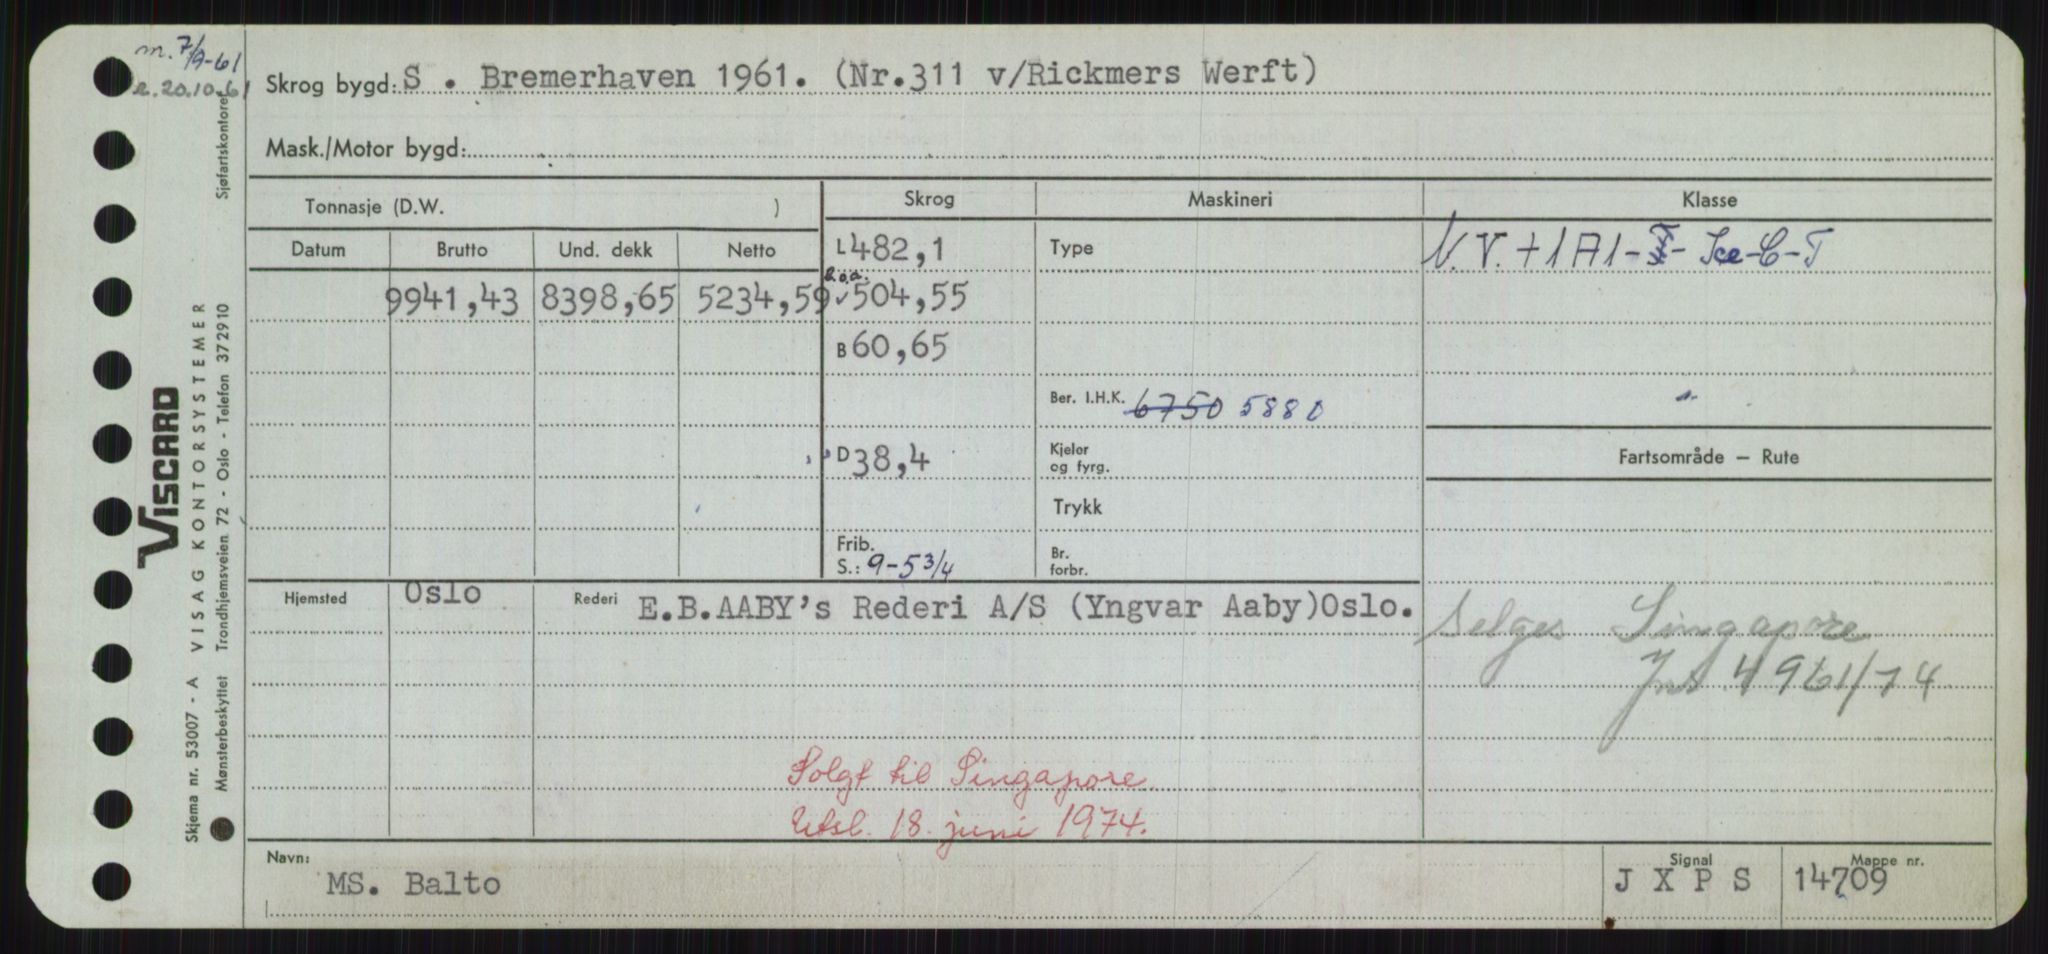 m. 7/9-61
e. 20.10.61
Skrog bygd: S . Bremerhaven 1961. (Nr.311 v/Rickmers Werft)
Mask./Motor bygd:
Tonnasje (D.W. ) Skrog Maskineri Klasse
Datum Brutto Und. dekk Netto L 482,1 Type
9941,43 8398,65 5234,59 l.o.a. 504,55
B 60,65
Ber. I.H.K. 6750 5880
D 38,4 Kjeler og fyrg. Fartsområde – Rute
Trykk
Frib. S.: 9-5 3/4 Br. forbr.
Hjemsted Oslo Rederi E.B.AABY's Rederi A/S (Yngvar Aaby)Oslo.
Selges Singapore
4961/74
Solgt til Singapore.
Utsl. 18. juni 1974.
Navn: MS. Balto Signal J X P S Mappe nr. 14709
VISCARD
Skjema nr. 53007 - A VISAG KONTORSYSTEMER
Mønsterbeskyttet Trondhjemsveien 72 - Oslo - Telefon 372910
Sjøfartskontoret